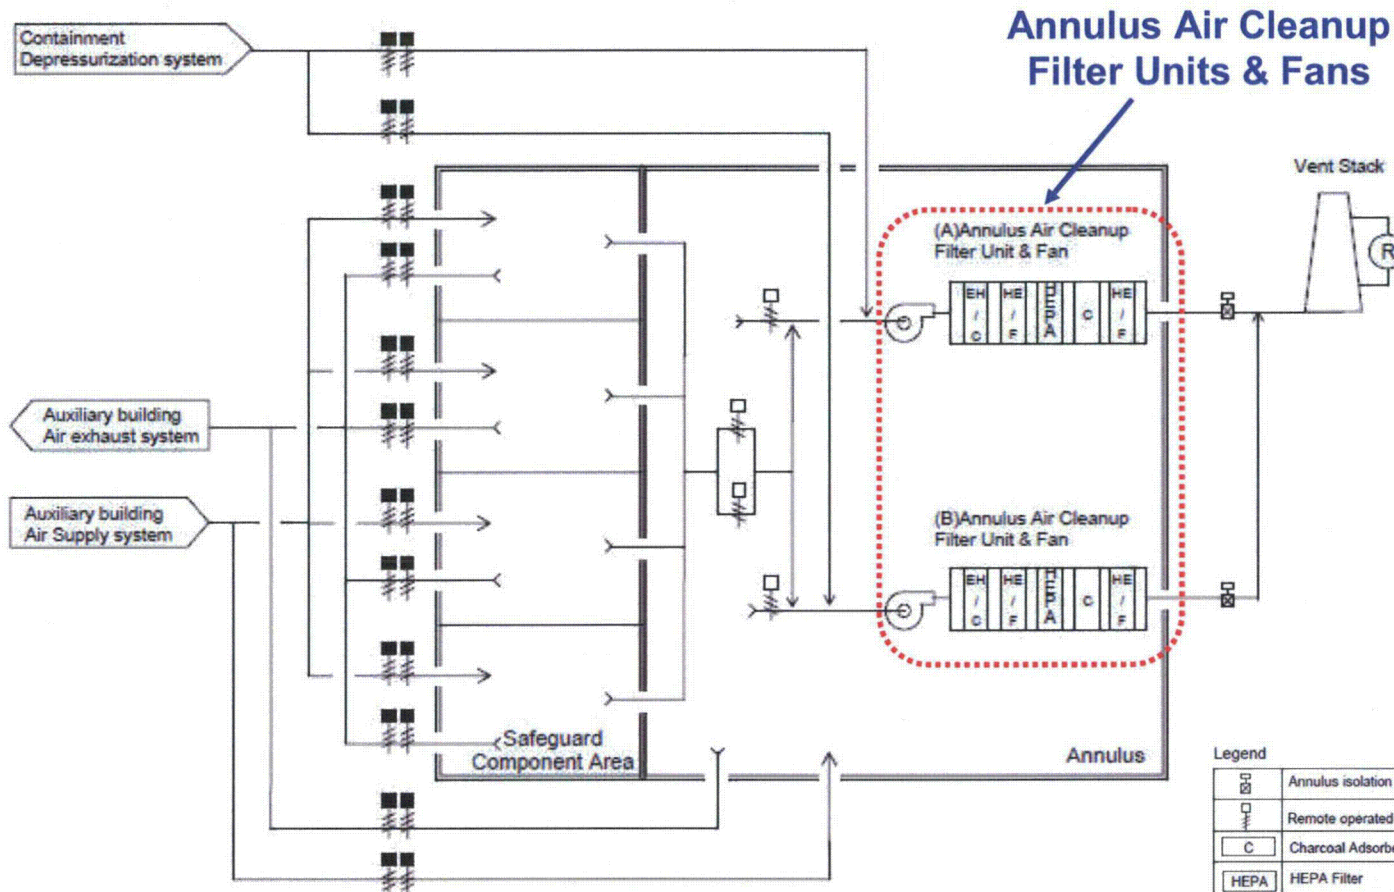 Annulus Air Cleanup
Filter Units & Fans
Containment
Depressurization system
Vent Stack
R
(A)Annulus Air Cleanup
Filter Unit & Fan
EH
/
C
HE
/
F
HEPA
C
HE
/
F
Auxiliary building
Air exhaust system
Auxiliary building
Air Supply system
(B)Annulus Air Cleanup
Filter Unit & Fan
EH
/
C
HE
/
F
HEPA
C
HE
/
F
Safeguard
Component Area
Annulus
Legend
Annulus isolation
Remote operated
C
Charcoal Adsorbe
HEPA
HEPA Filter